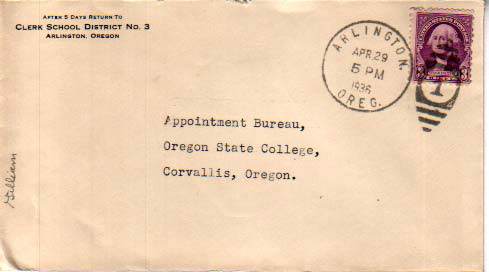 AFTER 5 DAYS RETURN TO
CLERK SCHOOL DISTRICT NO. 3
ARLINGTON, OREGON
ARLINGTON.
APR. 29
5 PM
1936
OREG.
Appointment Bureau,
Oregon State College,
Corvallis, Oregon.
Gilliam